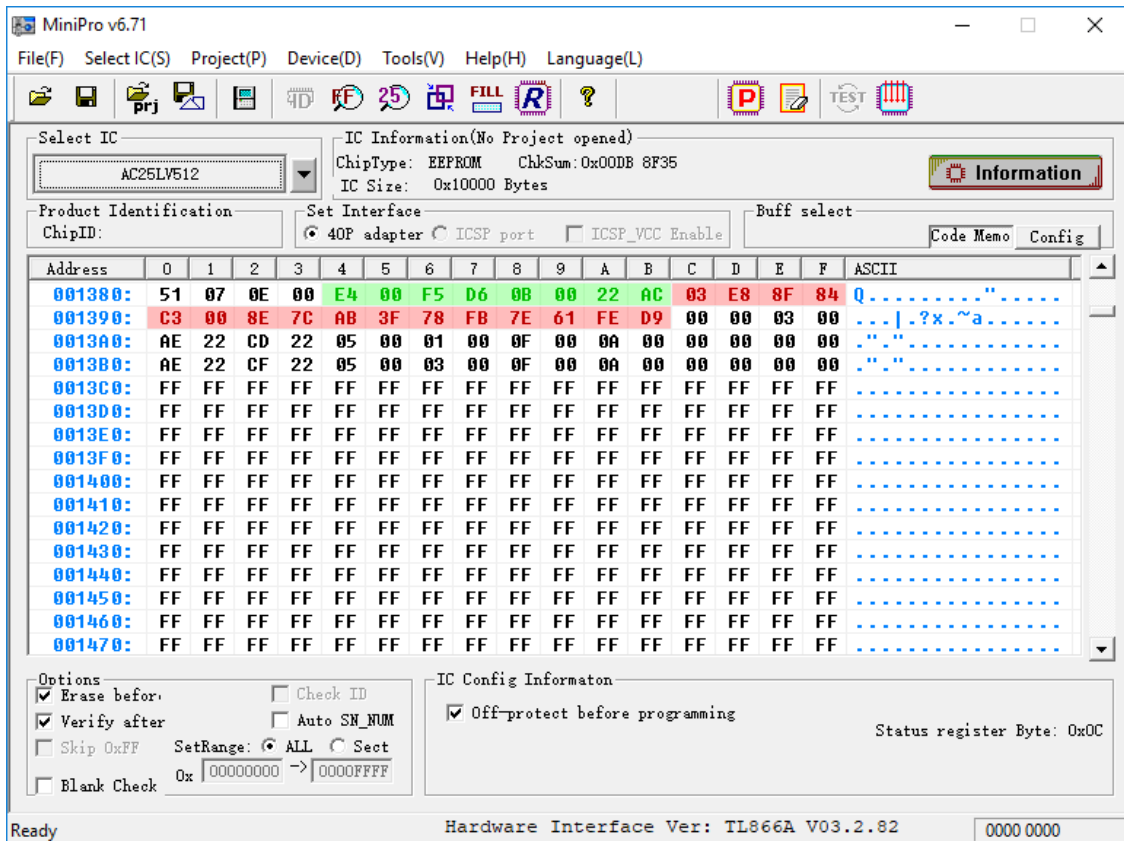 MiniPro v6.71
File(F) Select IC(S) Project(P) Device(D) Tools(V) Help(H) Language(L)
prj ID FF 25 FILL R ? P TEST
Select IC
AC25LV512
IC Information(No Project opened)
ChipType: EEPROM ChkSum:0x00DB 8F35
IC Size: 0x10000 Bytes
Information
Product Identification
ChipID:
Set Interface
40P adapter ICSP port ICSP_VCC Enable
Buff select
Code Memo Config
Address 0 1 2 3 4 5 6 7 8 9 A B C D E F ASCII
001380: 51 07 0E 00 E4 00 F5 D6 0B 00 22 AC 03 E8 8F 84 Q.........".....
001390: C3 00 8E 7C AB 3F 78 FB 7E 61 FE D9 00 00 03 00 ...|.?x.~a......
0013A0: AE 22 CD 22 05 00 01 00 0F 00 0A 00 00 00 00 00 ."."............
0013B0: AE 22 CF 22 05 00 03 00 0F 00 0A 00 00 00 00 00 ."."............
0013C0: FF FF FF FF FF FF FF FF FF FF FF FF FF FF FF FF ................
0013D0: FF FF FF FF FF FF FF FF FF FF FF FF FF FF FF FF ................
0013E0: FF FF FF FF FF FF FF FF FF FF FF FF FF FF FF FF ................
0013F0: FF FF FF FF FF FF FF FF FF FF FF FF FF FF FF FF ................
001400: FF FF FF FF FF FF FF FF FF FF FF FF FF FF FF FF ................
001410: FF FF FF FF FF FF FF FF FF FF FF FF FF FF FF FF ................
001420: FF FF FF FF FF FF FF FF FF FF FF FF FF FF FF FF ................
001430: FF FF FF FF FF FF FF FF FF FF FF FF FF FF FF FF ................
001440: FF FF FF FF FF FF FF FF FF FF FF FF FF FF FF FF ................
001450: FF FF FF FF FF FF FF FF FF FF FF FF FF FF FF FF ................
001460: FF FF FF FF FF FF FF FF FF FF FF FF FF FF FF FF ................
001470: FF FF FF FF FF FF FF FF FF FF FF FF FF FF FF FF ................
Options
Erase befor Check ID
Verify after Auto SN_NUM
Skip 0xFF SetRange: ALL Sect
0x 00000000 -> 0000FFFF
Blank Check
IC Config Informaton
Off-protect before programming
Status register Byte: 0x0C
Ready Hardware Interface Ver: TL866A V03.2.82 0000 0000